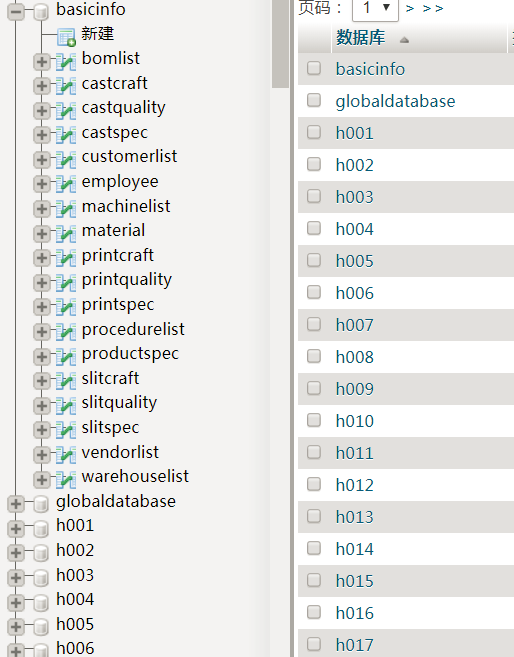 basicinfo
新建
bomlist
castcraft
castquality
castspec
customerlist
employee
machinelist
material
printcraft
printquality
printspec
procedurelist
productspec
slitcraft
slitquality
slitspec
vendorlist
warehouselist
globaldatabase
h001
h002
h003
h004
h005
h006
页码： 1 > >>
数据库
basicinfo
globaldatabase
h001
h002
h003
h004
h005
h006
h007
h008
h009
h010
h011
h012
h013
h014
h015
h016
h017